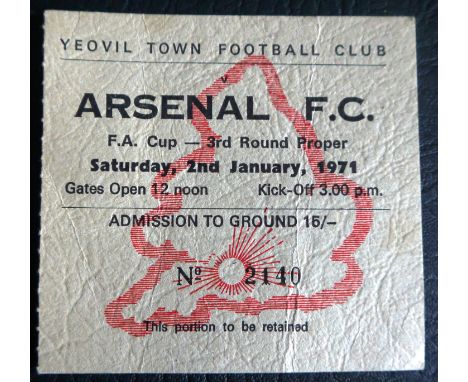 YEOVIL TOWN FOOTBALL CLUB
v
ARSENAL F.C.
F.A. Cup — 3rd Round Proper
Saturday, 2nd January, 1971
Gates Open 12 noon Kick-Off 3.00 p.m.
ADMISSION TO GROUND 15/-
No 2140
This portion to be retained